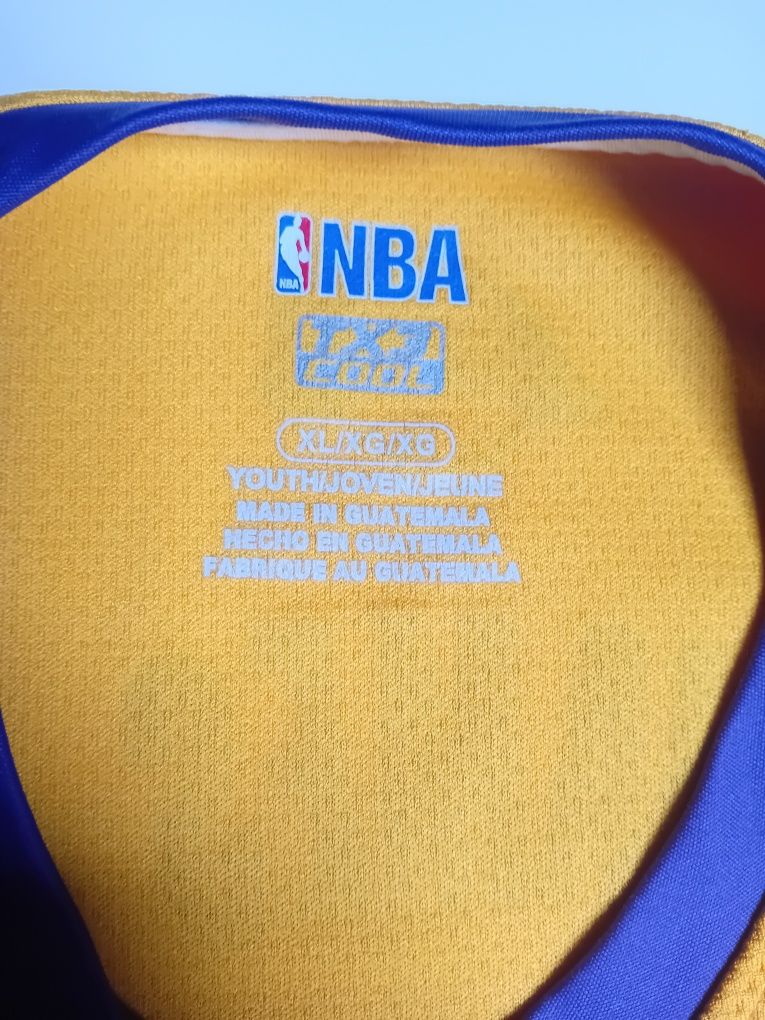 NBA NBA
TX3
COOL
XL/XG/XG
YOUTH/JOVEN/JEUNE
MADE IN GUATEMALA
HECHO EN GUATEMALA
FABRIQUE AU GUATEMALA